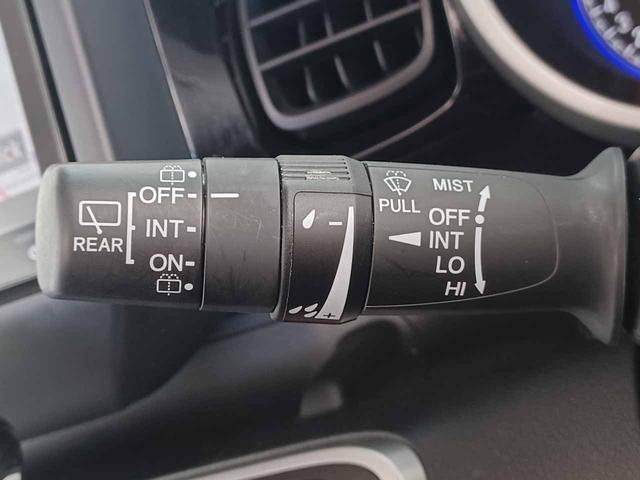 REAR
OFF
INT
ON
−
+
PULL
MIST
OFF
INT
LO
HI